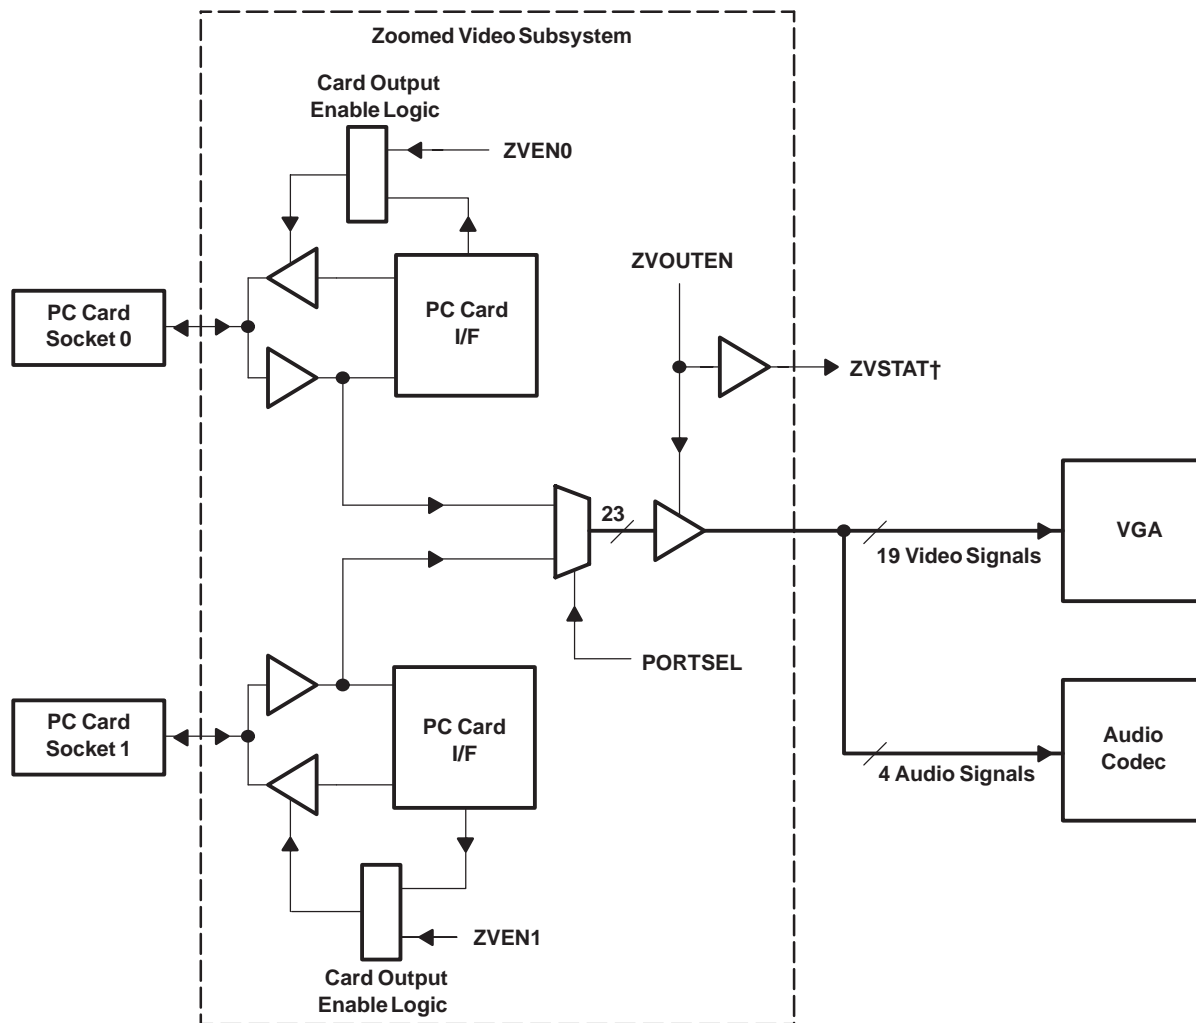 Zoomed Video Subsystem
Card Output
Enable Logic
ZVEN0
ZVOUTEN
PC Card
Socket 0
PC Card
I/F
ZVSTAT†
23
19 Video Signals
VGA
PORTSEL
PC Card
Socket 1
PC Card
I/F
4 Audio Signals
Audio
Codec
ZVEN1
Card Output
Enable Logic